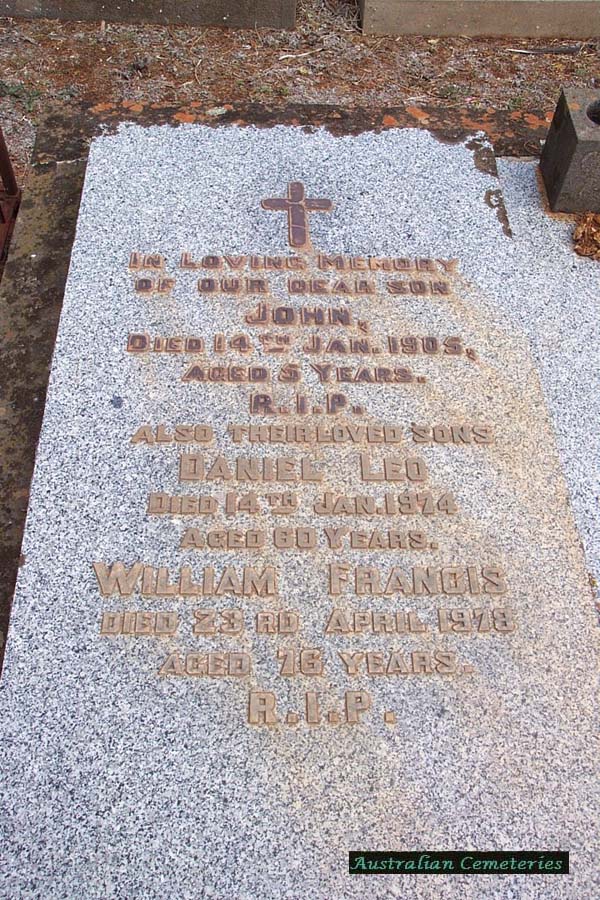 IN LOVING MEMORY
OF OUR DEAR SON
JOHN,
DIED 14TH JAN. 1905,
AGED 5 YEARS.
R.I.P.
ALSO THEIR LOVED SONS
DANIEL LEO
DIED 14TH JAN. 1974
AGED 60 YEARS.
WILLIAM FRANCIS
DIED 23RD APRIL 1978
AGED 76 YEARS.
R.I.P.
Australian Cemeteries